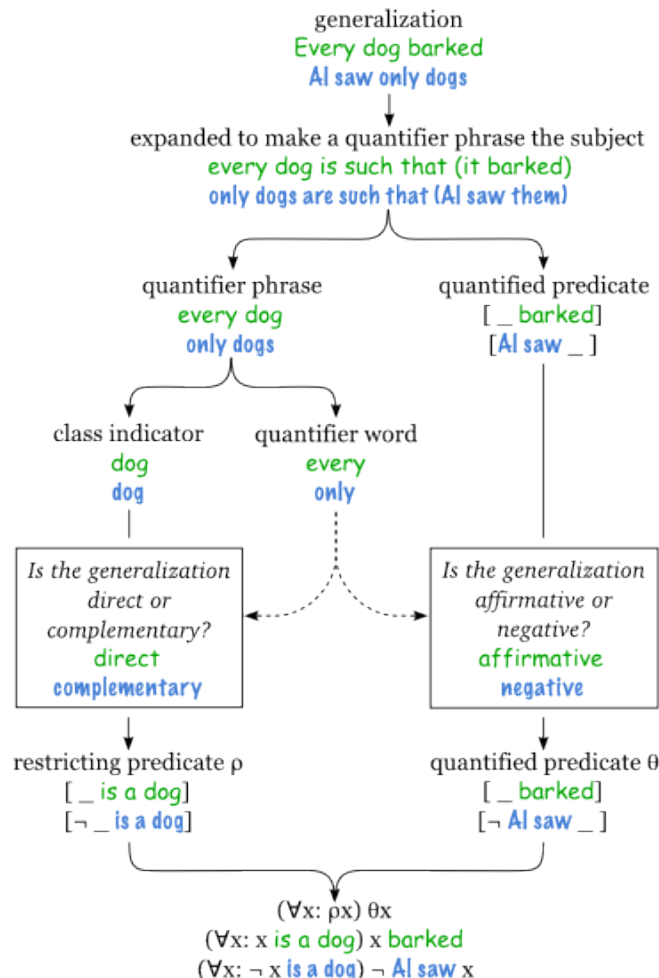 generalization
Every dog barked
Al saw only dogs
expanded to make a quantifier phrase the subject
every dog is such that (it barked)
only dogs are such that (Al saw them)
quantifier phrase
every dog
only dogs
quantified predicate
[ _ barked]
[Al saw _ ]
class indicator
dog
dog
quantifier word
every
only
Is the generalization
direct or
complementary?
direct
complementary
Is the generalization
affirmative or
negative?
affirmative
negative
restricting predicate ρ
[ _ is a dog]
[¬ _ is a dog]
quantified predicate θ
[ _ barked]
[¬ Al saw _ ]
(∀x: ρx) θx
(∀x: x is a dog) x barked
(∀x: ¬ x is a dog) ¬ Al saw x